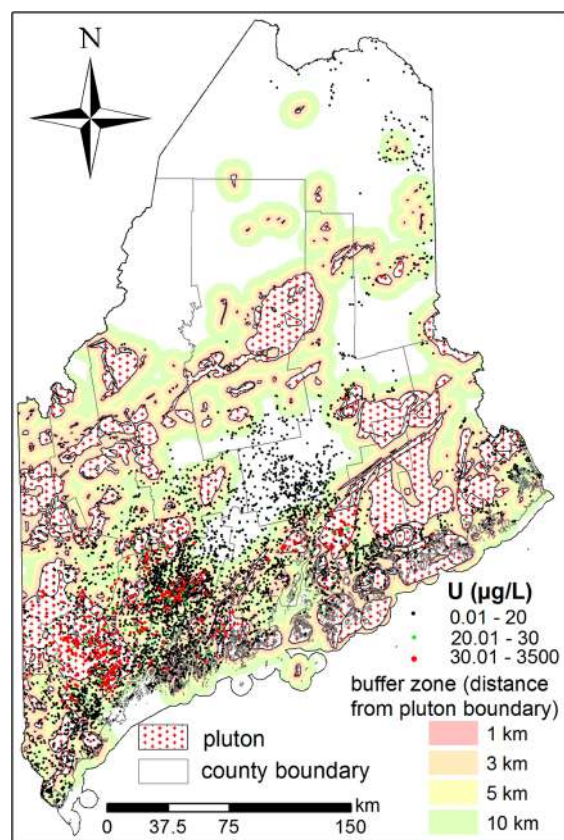 N
U (µg/L)
0.01 - 20
20.01 - 30
30.01 - 3500
buffer zone (distance
from pluton boundary)
1 km
3 km
5 km
10 km
pluton
county boundary
km
0 37.5 75 150